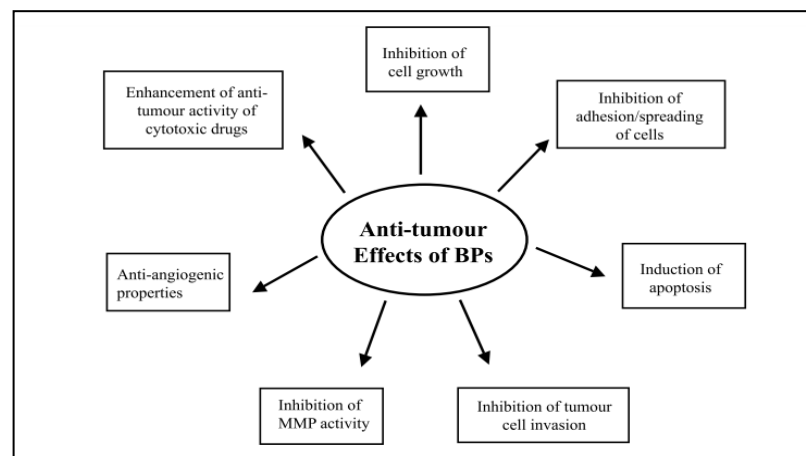 Inhibition of
cell growth
Enhancement of anti-
tumour activity of
cytotoxic drugs
Inhibition of
adhesion/spreading
of cells
Anti-tumour
Effects of BPs
Anti-angiogenic
properties
Induction of
apoptosis
Inhibition of
MMP activity
Inhibition of tumour
cell invasion